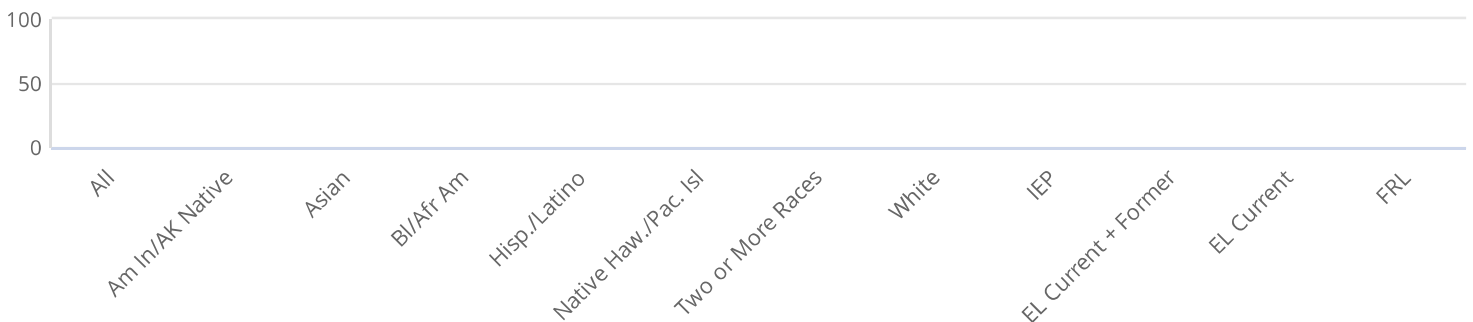 100
50
0
All
Am In/AK Native
Asian
Bl/Afr Am
Hisp./Latino
Native Haw./Pac. Isl
Two or More Races
White
IEP
EL Current + Former
EL Current
FRL